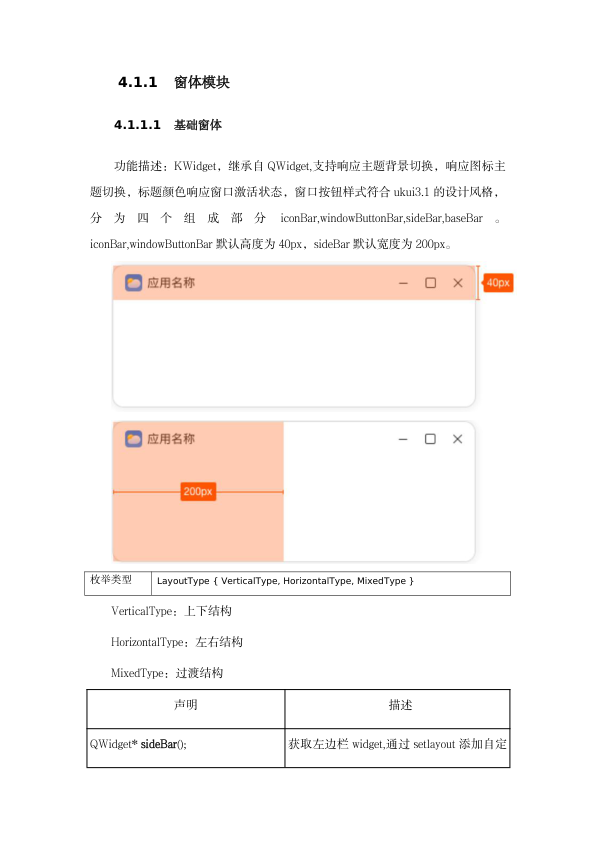 4.1.1 窗体模块
4.1.1.1 基础窗体
功能描述：KWidget，继承自 QWidget,支持响应主题背景切换，响应图标主
题切换，标题颜色响应窗口激活状态，窗口按钮样式符合 ukui3.1 的设计风格，
分为四个组成部分 iconBar,windowButtonBar,sideBar,baseBar 。
iconBar,windowButtonBar 默认高度为 40px，sideBar 默认宽度为 200px。
应用名称
40px
应用名称
200px
枚举类型 LayoutType { VerticalType, HorizontalType, MixedType }
VerticalType：上下结构
HorizontalType：左右结构
MixedType：过渡结构
声明 描述
QWidget* sideBar(); 获取左边栏 widget,通过 setlayout 添加自定